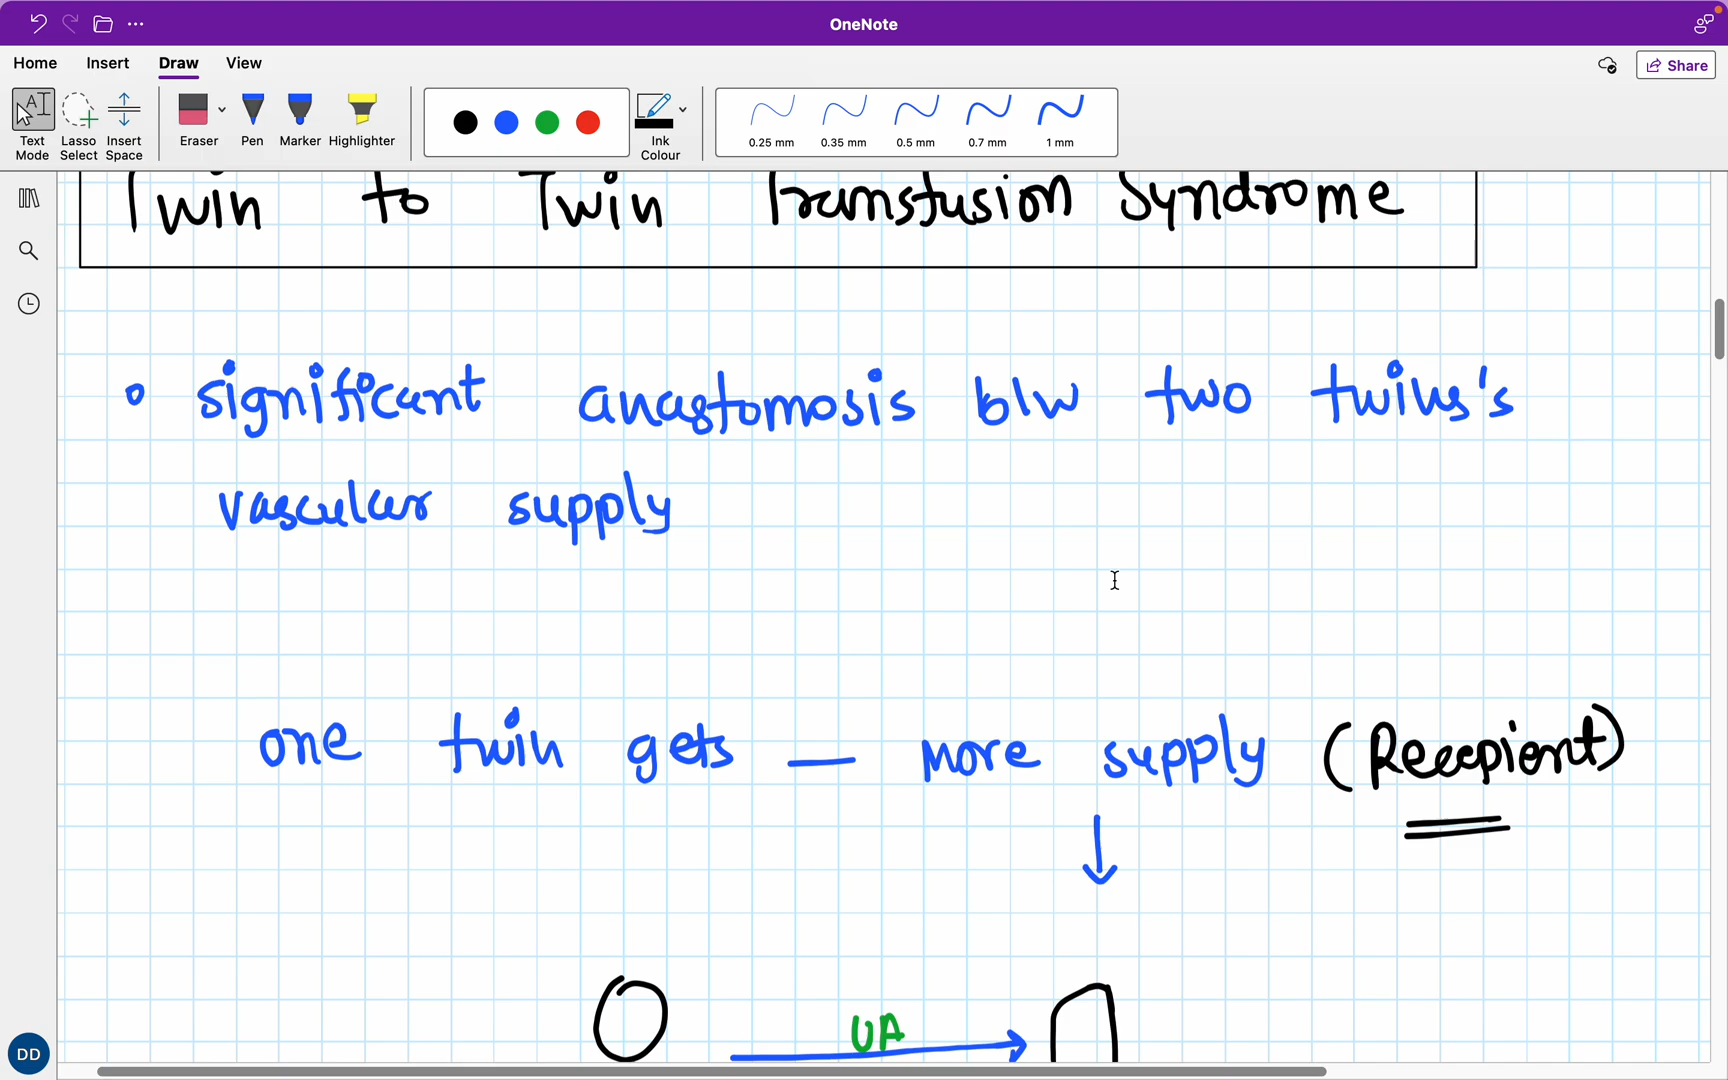 OneNote
Home Insert Draw View
Share
Text Mode
Lasso Select
Insert Space
Eraser
Pen
Marker
Highlighter
Ink Colour
0.25 mm
0.35 mm
0.5 mm
0.7 mm
1 mm
Twin to Twin Transfusion Syndrome
significant anastomosis b/w two twins's
vascular supply
one twin gets — more supply (Recepient)
UA
DD